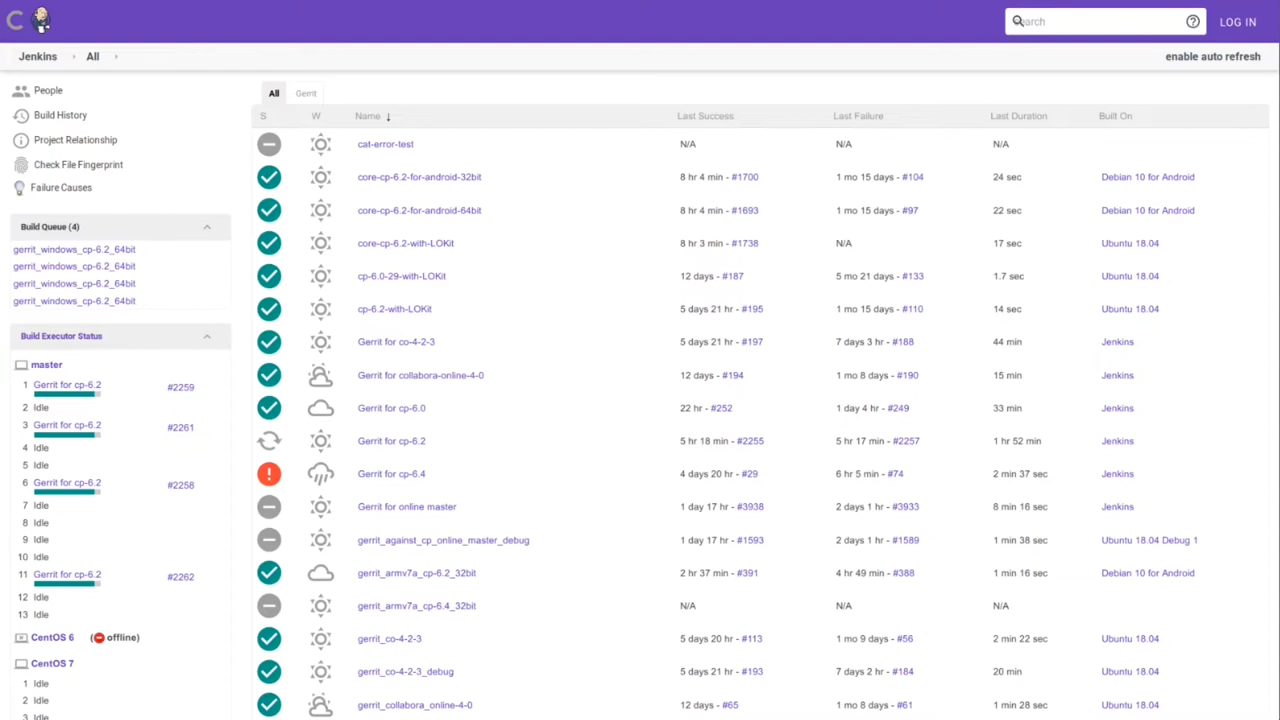 C
Search
LOG IN
Jenkins All
enable auto refresh
People
Build History
Project Relationship
Check File Fingerprint
Failure Causes
Build Queue (4)
gerrit_windows_cp-6.2_64bit
gerrit_windows_cp-6.2_64bit
gerrit_windows_cp-6.2_64bit
gerrit_windows_cp-6.2_64bit
Build Executor Status
master
1 Gerrit for cp-6.2 #2259
2 Idle
3 Gerrit for cp-6.2 #2261
4 Idle
5 Idle
6 Gerrit for cp-6.2 #2258
7 Idle
8 Idle
9 Idle
10 Idle
11 Gerrit for cp-6.2 #2262
12 Idle
13 Idle
CentOS 6 (offline)
CentOS 7
1 Idle
2 Idle
3 Idle
All Gerrit
S W Name ↓ Last Success Last Failure Last Duration Built On
cat-error-test N/A N/A N/A
core-cp-6.2-for-android-32bit 8 hr 4 min - #1700 1 mo 15 days - #104 24 sec Debian 10 for Android
core-cp-6.2-for-android-64bit 8 hr 4 min - #1693 1 mo 15 days - #97 22 sec Debian 10 for Android
core-cp-6.2-with-LOKit 8 hr 3 min - #1738 N/A 17 sec Ubuntu 18.04
cp-6.0-29-with-LOKit 12 days - #187 5 mo 21 days - #133 1.7 sec Ubuntu 18.04
cp-6.2-with-LOKit 5 days 21 hr - #195 1 mo 15 days - #110 14 sec Ubuntu 18.04
Gerrit for co-4-2-3 5 days 21 hr - #197 7 days 3 hr - #188 44 min Jenkins
Gerrit for collabora-online-4-0 12 days - #194 1 mo 8 days - #190 15 min Jenkins
Gerrit for cp-6.0 22 hr - #252 1 day 4 hr - #249 33 min Jenkins
Gerrit for cp-6.2 5 hr 18 min - #2255 5 hr 17 min - #2257 1 hr 52 min Jenkins
Gerrit for cp-6.4 4 days 20 hr - #29 6 hr 5 min - #74 2 min 37 sec Jenkins
Gerrit for online master 1 day 17 hr - #3938 2 days 1 hr - #3933 8 min 16 sec Jenkins
gerrit_against_cp_online_master_debug 1 day 17 hr - #1593 2 days 1 hr - #1589 1 min 38 sec Ubuntu 18.04 Debug 1
gerrit_armv7a_cp-6.2_32bit 2 hr 37 min - #391 4 hr 49 min - #388 1 min 16 sec Debian 10 for Android
gerrit_armv7a_cp-6.4_32bit N/A N/A N/A
gerrit_co-4-2-3 5 days 20 hr - #113 1 mo 9 days - #56 2 min 22 sec Ubuntu 18.04
gerrit_co-4-2-3_debug 5 days 21 hr - #193 7 days 2 hr - #184 20 min Ubuntu 18.04
gerrit_collabora_online-4-0 12 days - #65 1 mo 8 days - #61 1 min 28 sec Ubuntu 18.04